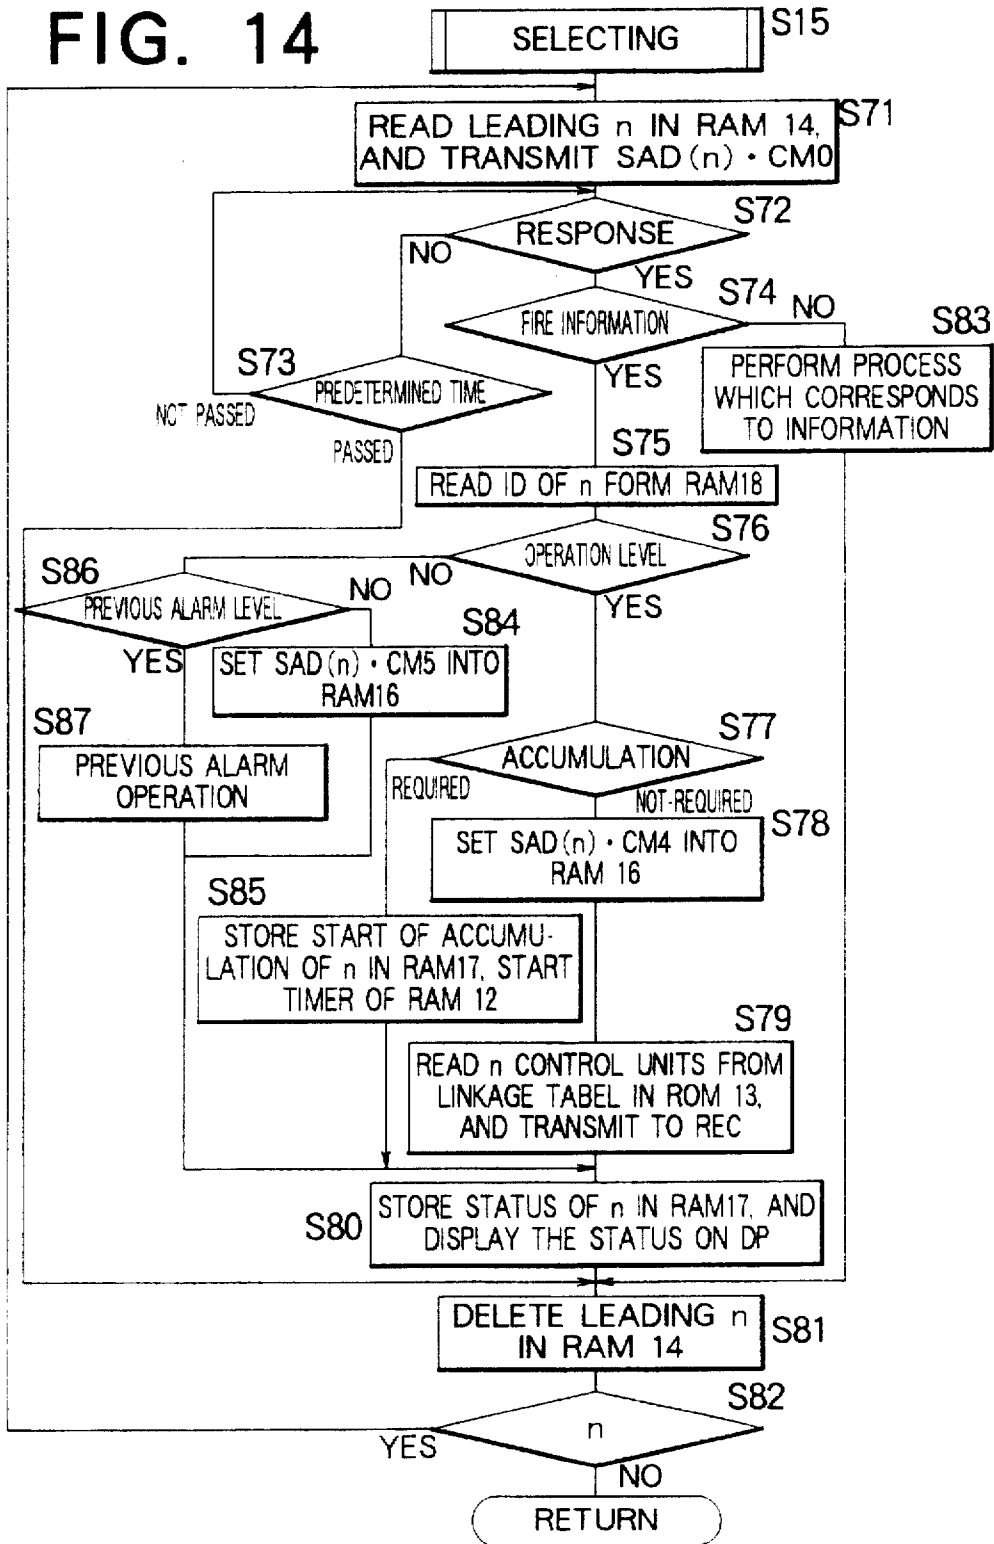 FIG. 14
SELECTING
S15
READ LEADING n IN RAM 14,
AND TRANSMIT SAD(n)・CM0
S71
RESPONSE
S72
NO
YES
FIRE INFORMATION
S74
NO
YES
S83
PERFORM PROCESS
WHICH CORRESPONDS
TO INFORMATION
S73
PREDETERMINED TIME
NOT PASSED
PASSED
S75
READ ID OF n FORM RAM18
S76
OPERATION LEVEL
NO
YES
S86
PREVIOUS ALARM LEVEL
NO
YES
S84
SET SAD(n)・CM5 INTO
RAM16
S87
PREVIOUS ALARM
OPERATION
S77
ACCUMULATION
REQUIRED
NOT-REQUIRED
S78
SET SAD(n)・CM4 INTO
RAM 16
S85
STORE START OF ACCUMU-
LATION OF n IN RAM17, START
TIMER OF RAM 12
S79
READ n CONTROL UNITS FROM
LINKAGE TABEL IN ROM 13,
AND TRANSMIT TO REC
S80
STORE STATUS OF n IN RAM17, AND
DISPLAY THE STATUS ON DP
DELETE LEADING n
IN RAM 14
S81
S82
n
YES
NO
RETURN